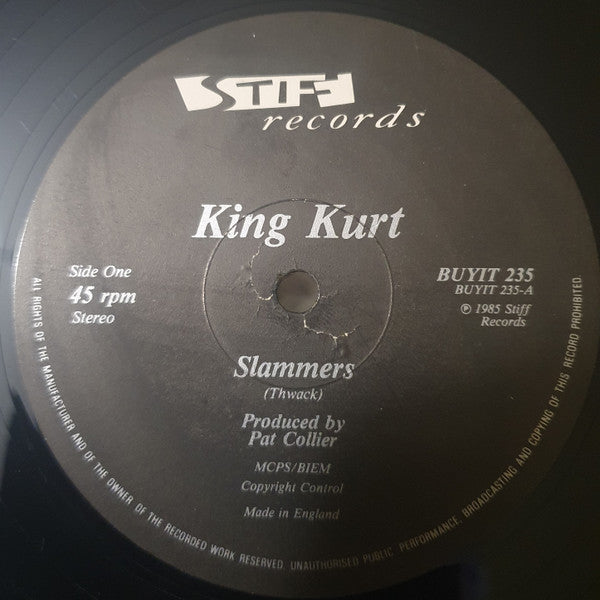 STIFF
records
King Kurt
Side One
45 rpm
Stereo
BUYIT 235
BUYIT 235-A
℗ 1985 Stiff
Records
Slammers
(Thwack)
Produced by
Pat Collier
MCPS/BIEM
Copyright Control
Made in England
ALL RIGHTS OF THE MANUFACTURER AND OF THE OWNER OF THE RECORDED WORK RESERVED. UNAUTHORISED PUBLIC PERFORMANCE, BROADCASTING AND COPYING OF THIS RECORD PROHIBITED.